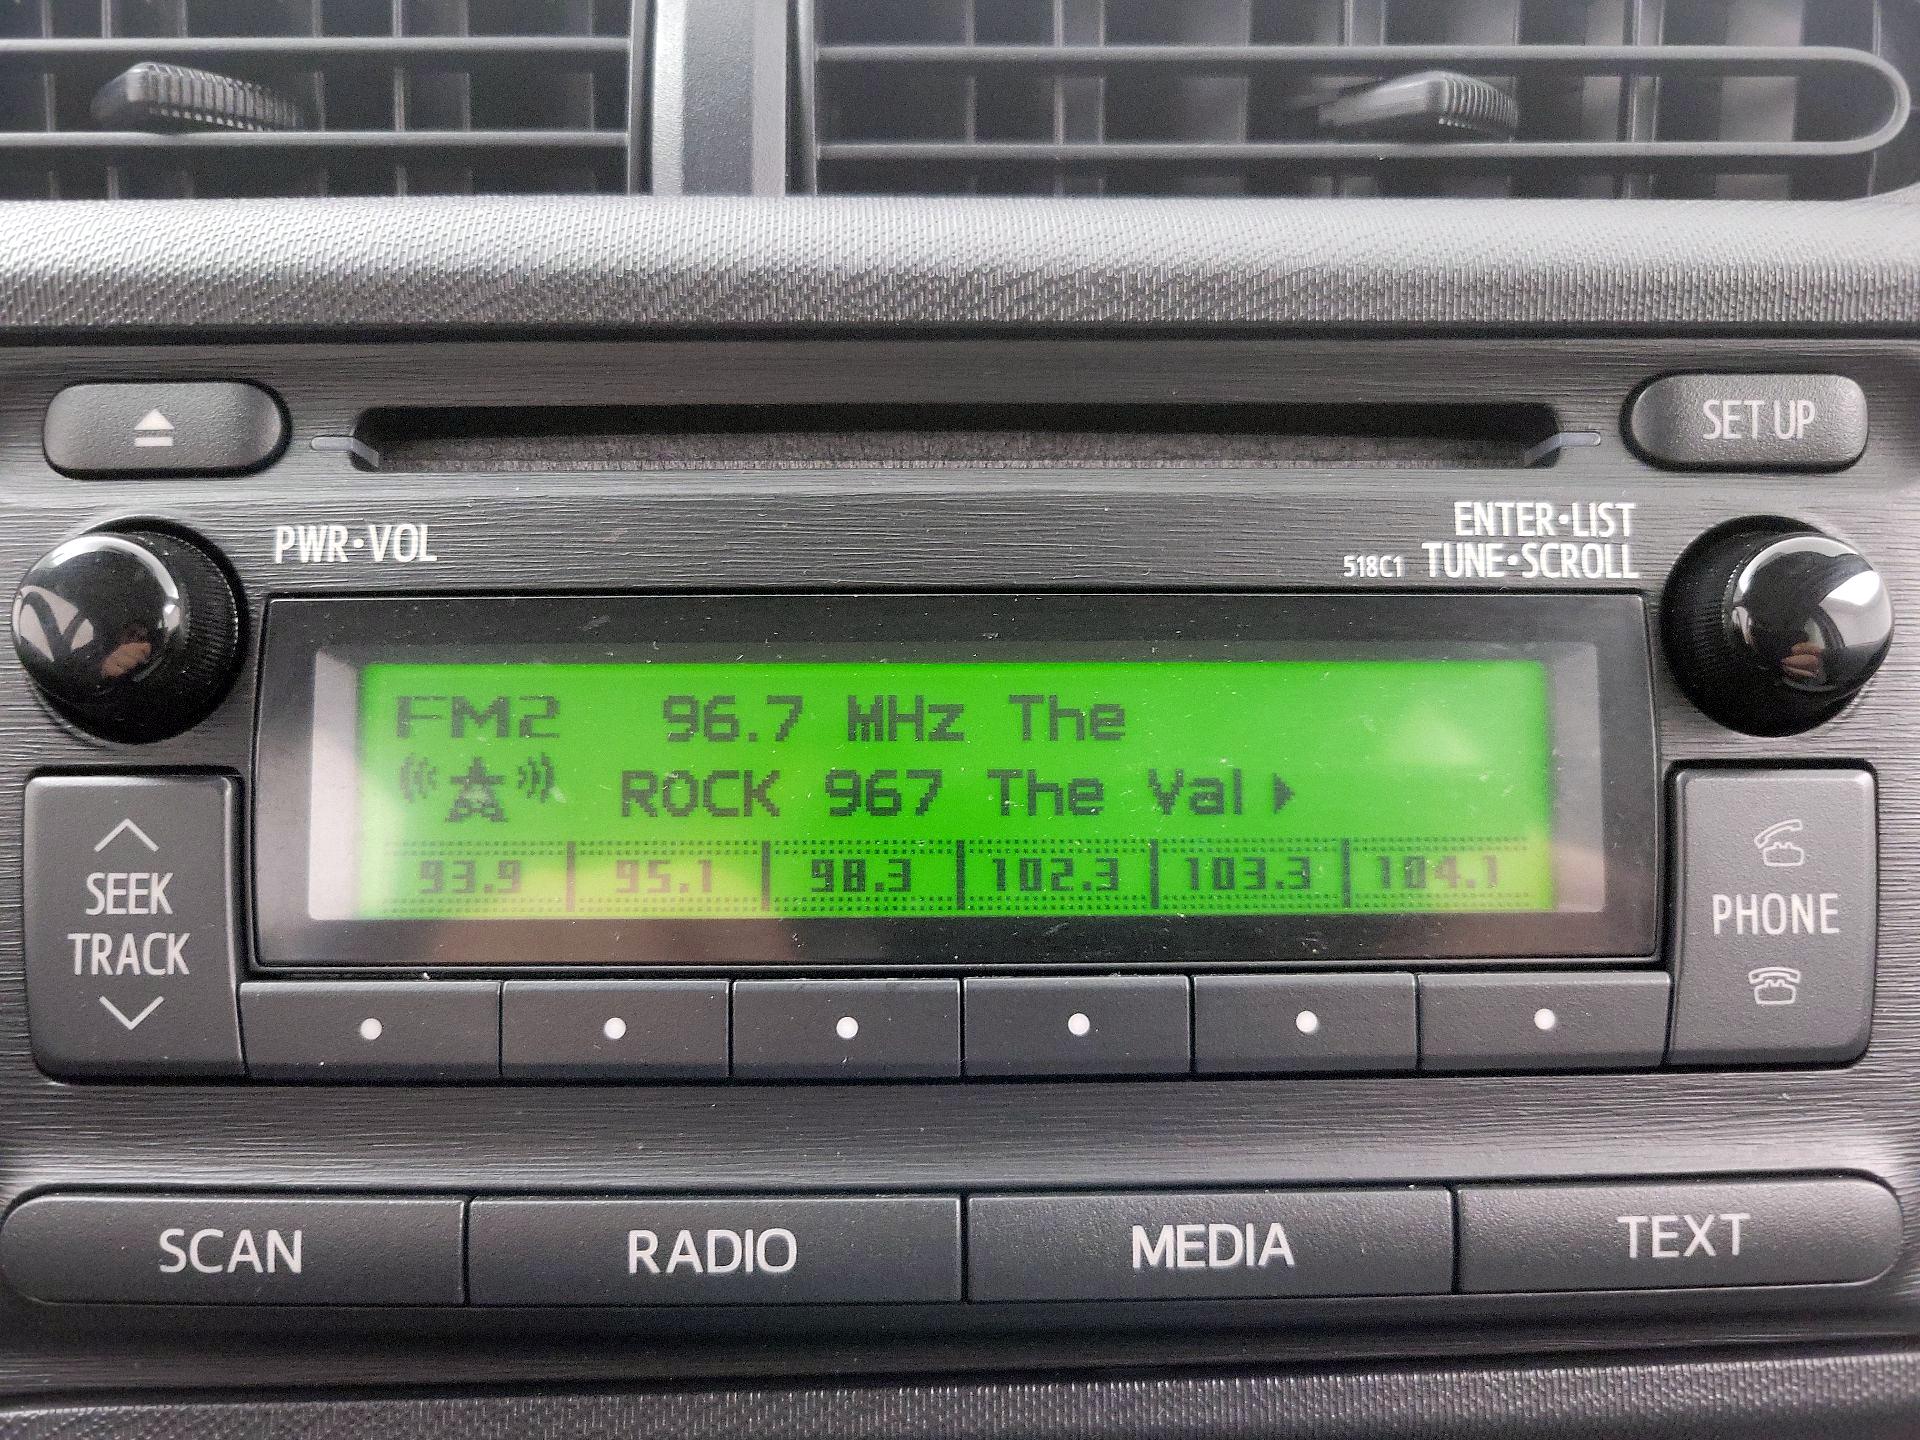 SET UP
PWR•VOL
ENTER•LIST
518C1 TUNE•SCROLL
FM2 96.7 MHz The
ROCK 967 The Val
93.9 95.1 98.3 102.3 103.3 104.1
SEEK
TRACK
PHONE
SCAN RADIO MEDIA TEXT